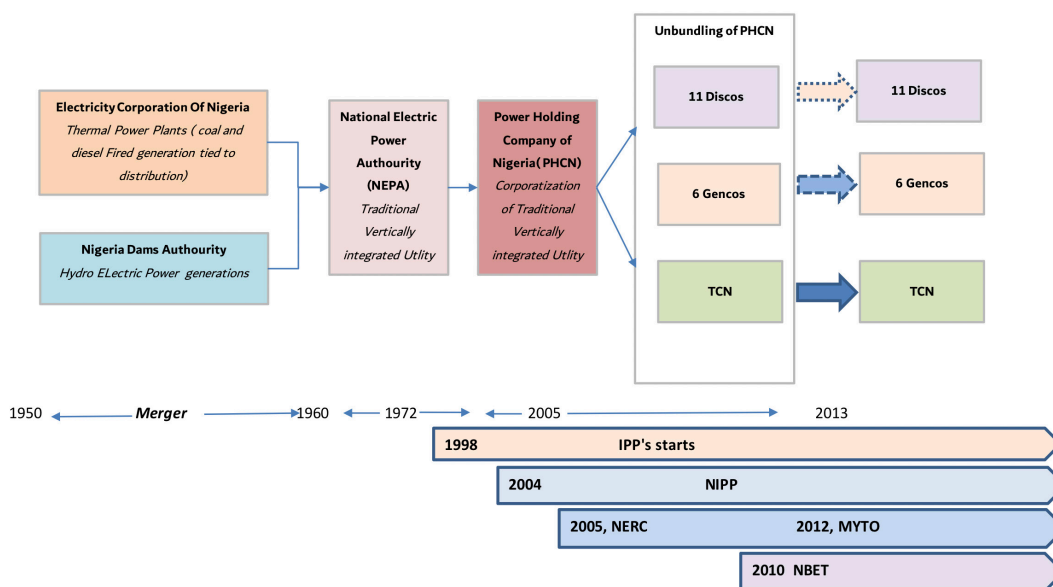 Unbundling of PHCN
Electricity Corporation Of Nigeria
Thermal Power Plants ( coal and
diesel Fired generation tied to
distribution)
Nigeria Dams Authourity
Hydro ELectric Power generations
National Electric
Power
Authourity
(NEPA)
Traditional
Vertically
integrated Utlity
Power Holding
Company of
Nigeria( PHCN)
Corporatization
of Traditional
Vertically
integrated Utlity
11 Discos
6 Gencos
TCN
11 Discos
6 Gencos
TCN
1950
Merger
1960
1972
2005
2013
1998
IPP's starts
2004
NIPP
2005, NERC
2012, MYTO
2010 NBET